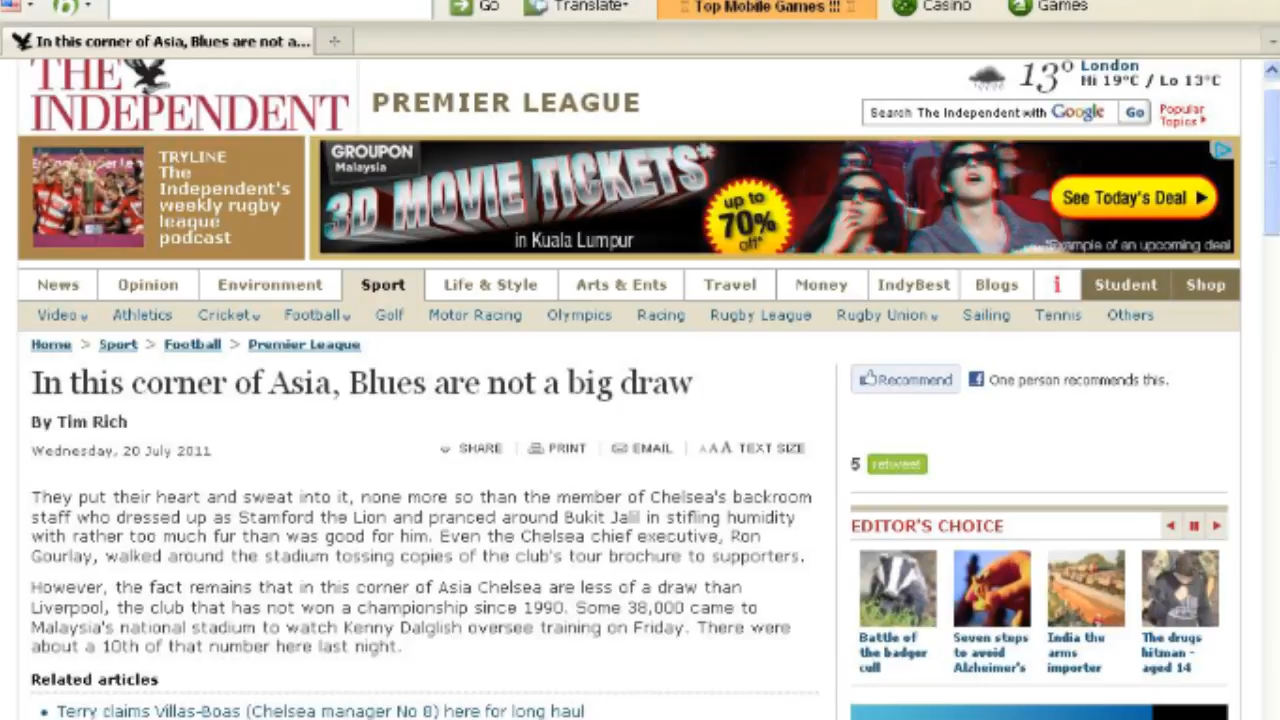 Go
Translate
Top Mobile Games !!!
Casino
Games
In this corner of Asia, Blues are not a...
THE
INDEPENDENT
PREMIER LEAGUE
13° London
Hi 19°C / Lo 13°C
Search The Independent with Google
Go
Popular
Topics
TRYLINE
The
Independent's
weekly rugby
league
podcast
GROUPON
Malaysia
3D MOVIE TICKETS*
in Kuala Lumpur
up to
70%
off*
See Today's Deal
*Example of an upcoming deal
News Opinion Environment Sport Life & Style Arts & Ents Travel Money IndyBest Blogs i Student Shop
Video Athletics Cricket Football Golf Motor Racing Olympics Racing Rugby League Rugby Union Sailing Tennis Others
Home > Sport > Football > Premier League
In this corner of Asia, Blues are not a big draw
By Tim Rich
Wednesday, 20 July 2011
SHARE PRINT EMAIL AAA TEXT SIZE
They put their heart and sweat into it, none more so than the member of Chelsea's backroom
staff who dressed up as Stamford the Lion and pranced around Bukit Jalil in stifling humidity
with rather too much fur than was good for him. Even the Chelsea chief executive, Ron
Gourlay, walked around the stadium tossing copies of the club's tour brochure to supporters.
However, the fact remains that in this corner of Asia Chelsea are less of a draw than
Liverpool, the club that has not won a championship since 1990. Some 38,000 came to
Malaysia's national stadium to watch Kenny Dalglish oversee training on Friday. There were
about a 10th of that number here last night.
Related articles
Terry claims Villas-Boas (Chelsea manager No 8) here for long haul
Recommend
One person recommends this.
5 retweet
EDITOR'S CHOICE
Battle of
the badger
cull
Seven steps
to avoid
Alzheimer's
India the
arms
importer
The drugs
hitman -
aged 14